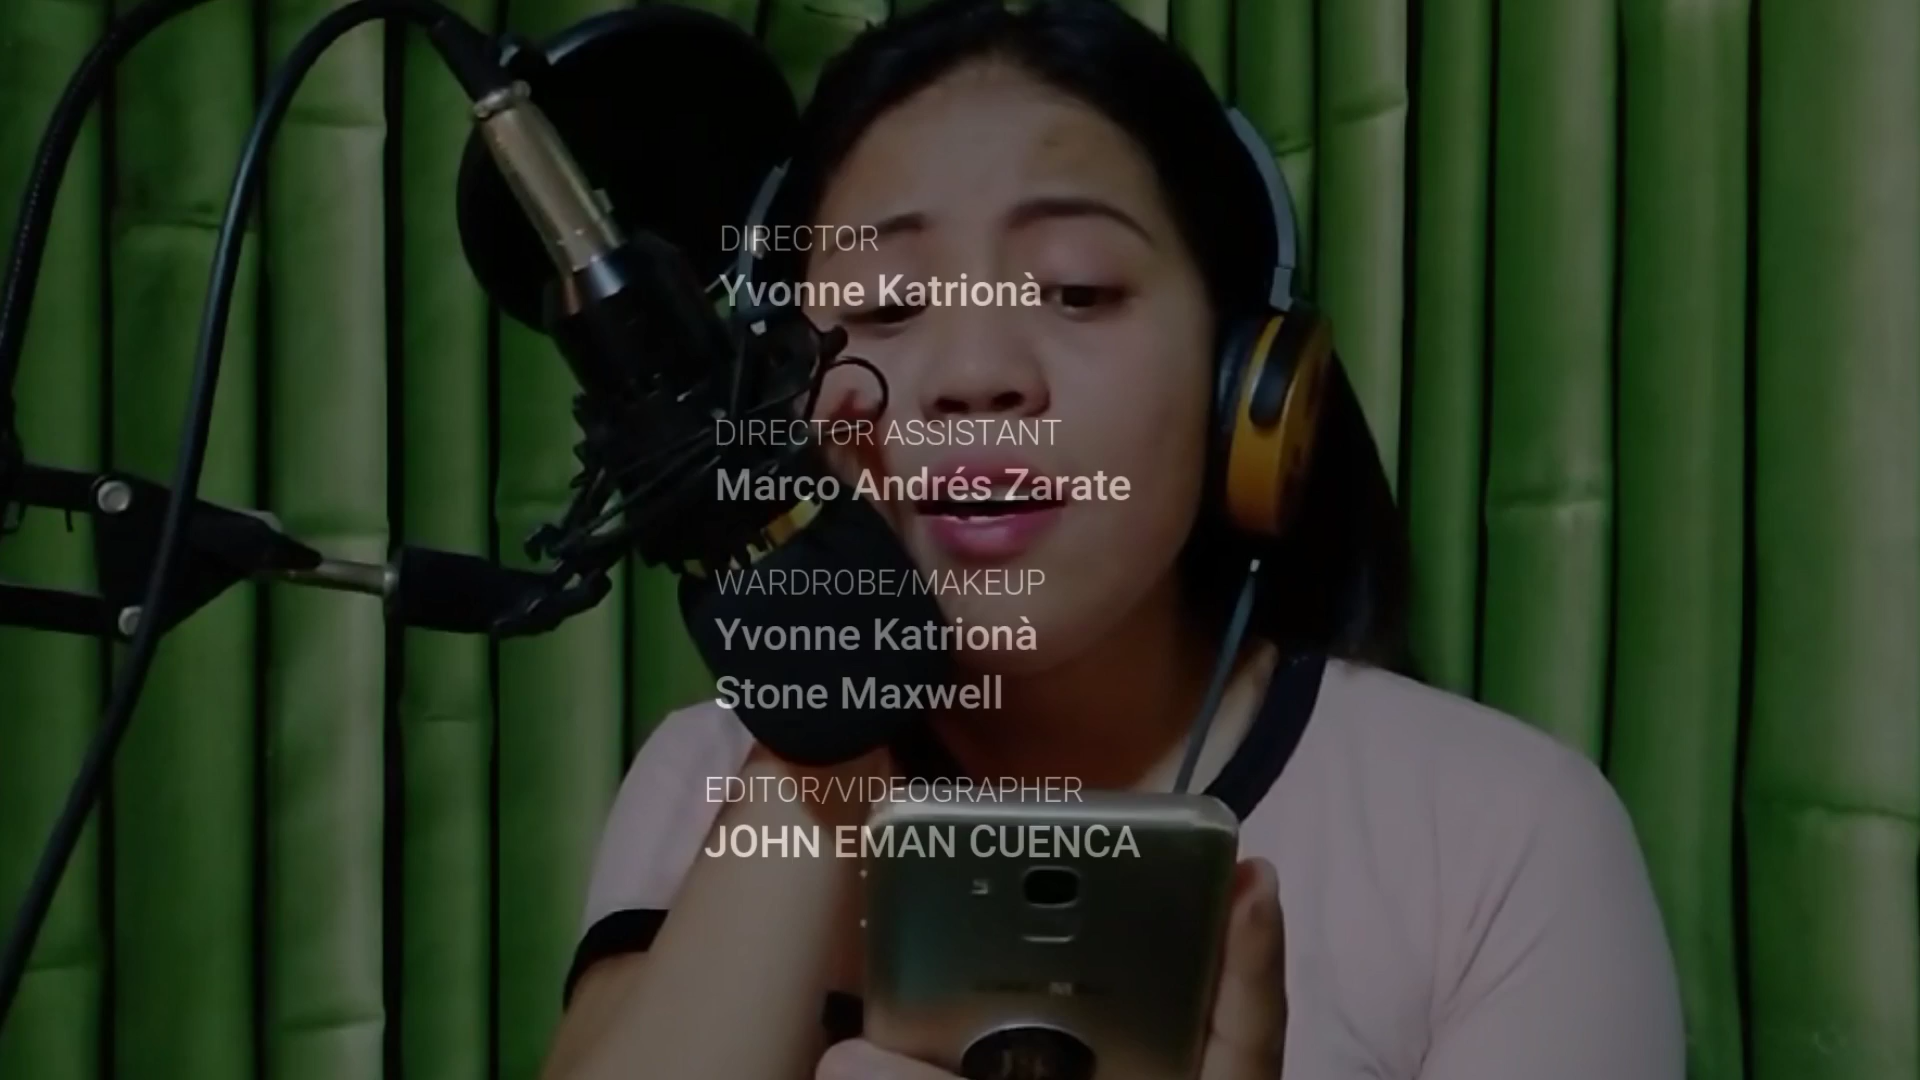 DIRECTOR
Yvonne Katrionà
DIRECTOR ASSISTANT
Marco Andrés Zarate
WARDROBE/MAKEUP
Yvonne Katrionà
Stone Maxwell
EDITOR/VIDEOGRAPHER
JOHN EMAN CUENCA